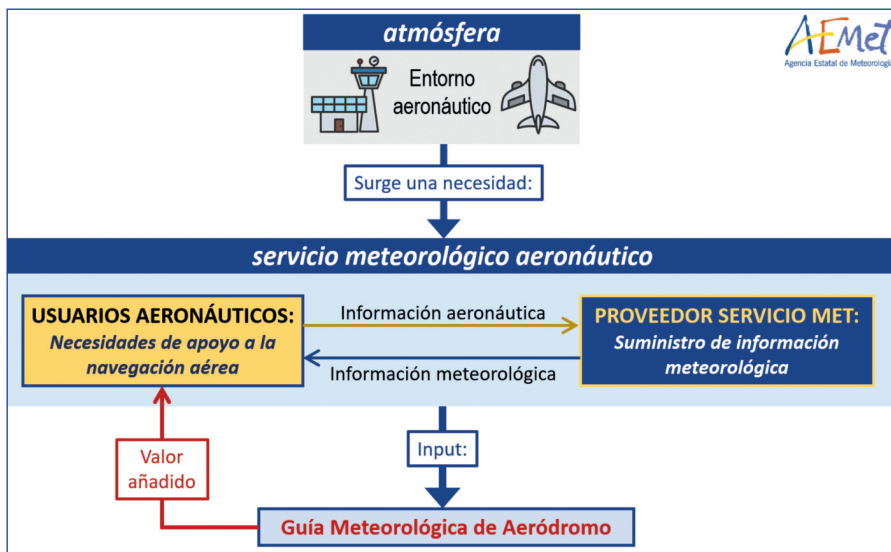 atmósfera
AEMet
Agencia Estatal de Meteorología
Entorno
aeronáutico
Surge una necesidad:
servicio meteorológico aeronáutico
USUARIOS AERONÁUTICOS:
Necesidades de apoyo a la
navegación aérea
Información aeronáutica
Información meteorológica
PROVEEDOR SERVICIO MET:
Suministro de información
meteorológica
Valor
añadido
Input:
Guía Meteorológica de Aeródromo